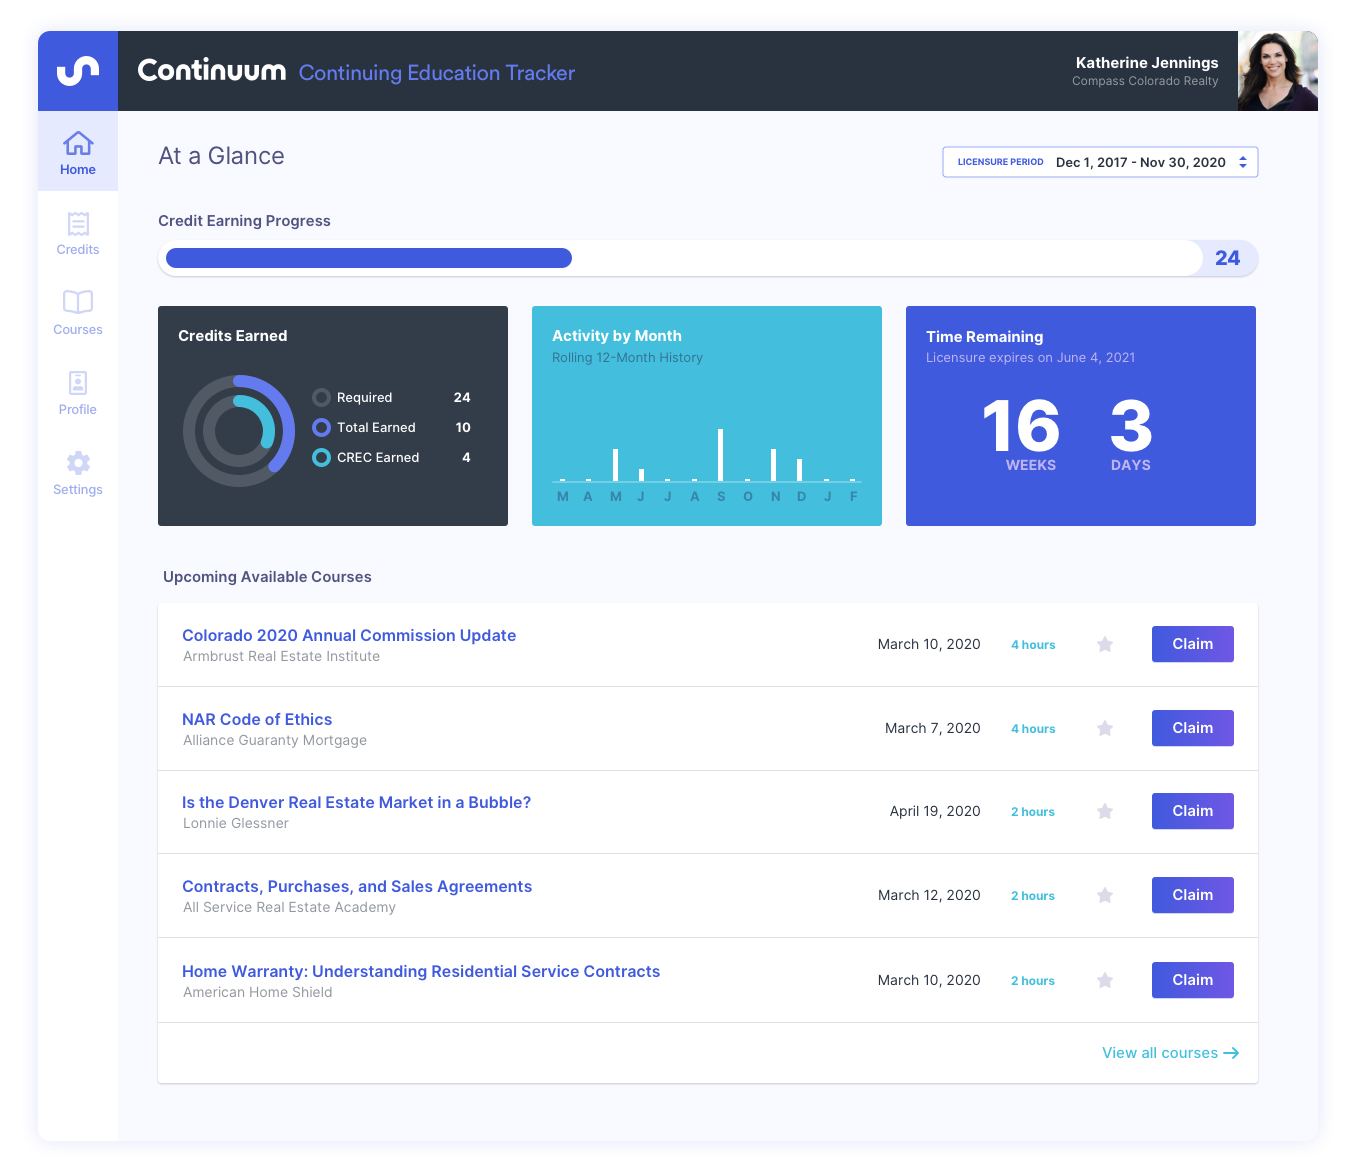 Continuum Continuing Education Tracker
Katherine Jennings
Compass Colorado Realty
Home
Credits
Courses
Profile
Settings
At a Glance
LICENSURE PERIOD Dec 1, 2017 - Nov 30, 2020
Credit Earning Progress
24
Credits Earned
Required 24
Total Earned 10
CREC Earned 4
Activity by Month
Rolling 12-Month History
M A M J J A S O N D J F
Time Remaining
Licensure expires on June 4, 2021
16 3
WEEKS DAYS
Upcoming Available Courses
Colorado 2020 Annual Commission Update
Armbrust Real Estate Institute
March 10, 2020 4 hours Claim
NAR Code of Ethics
Alliance Guaranty Mortgage
March 7, 2020 4 hours Claim
Is the Denver Real Estate Market in a Bubble?
Lonnie Glessner
April 19, 2020 2 hours Claim
Contracts, Purchases, and Sales Agreements
All Service Real Estate Academy
March 12, 2020 2 hours Claim
Home Warranty: Understanding Residential Service Contracts
American Home Shield
March 10, 2020 2 hours Claim
View all courses